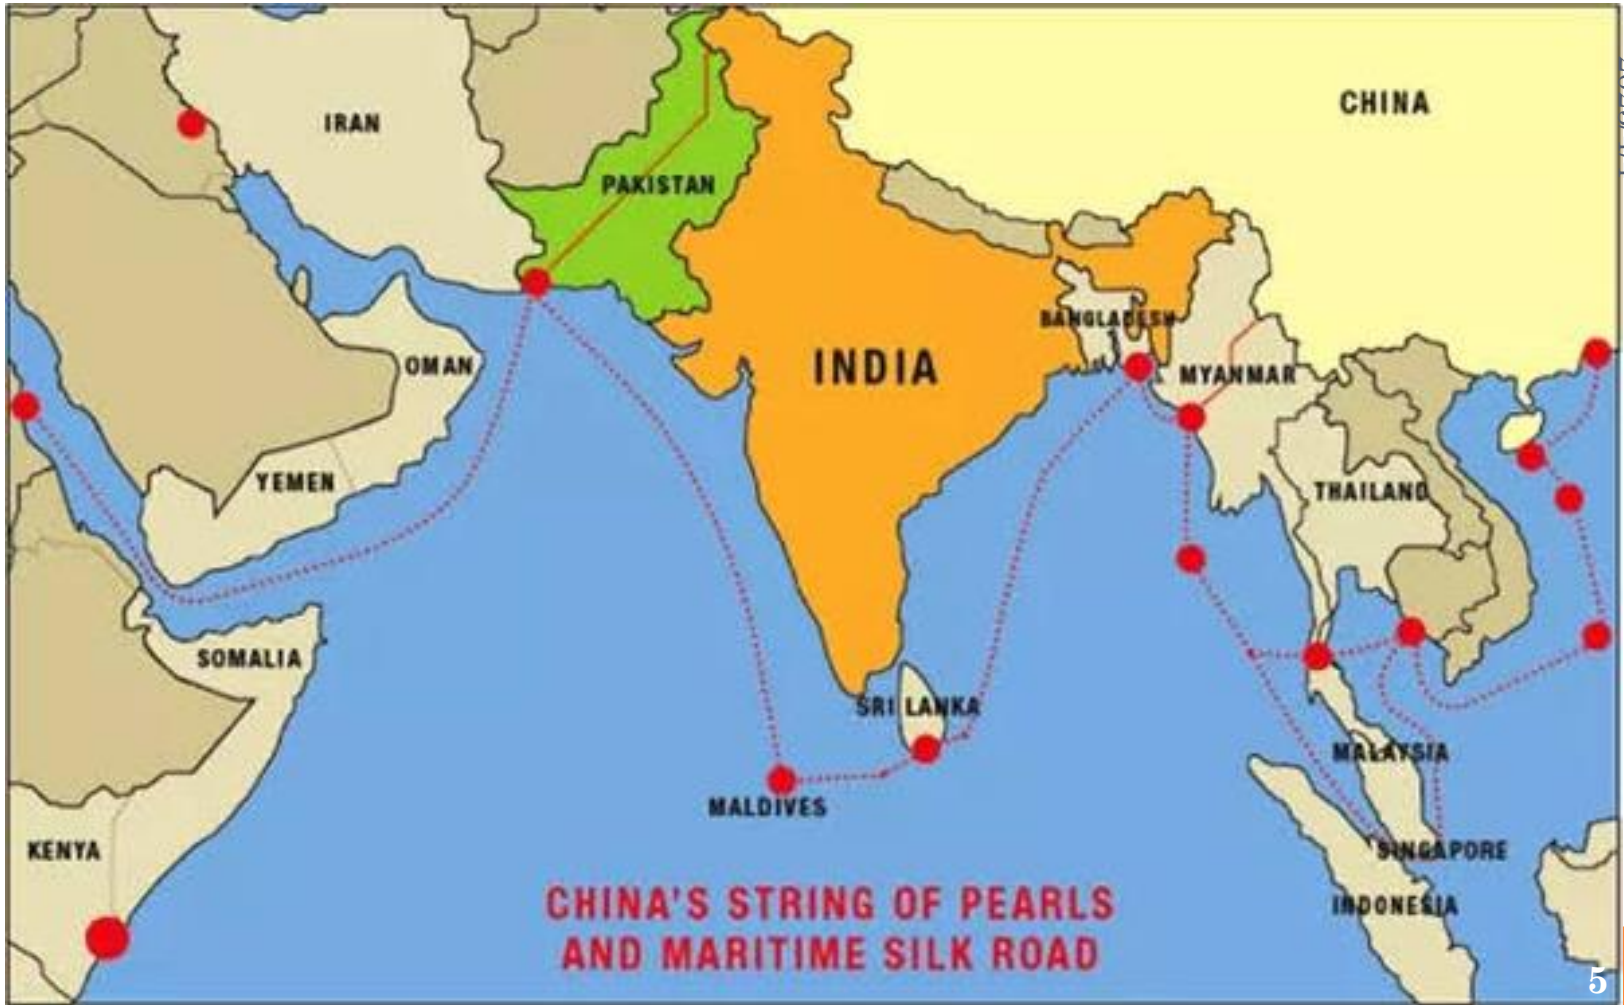 CHINA
IRAN
PAKISTAN
BANGLADESH
INDIA
OMAN
MYANMAR
YEMEN
THAILAND
SOMALIA
SRI LANKA
MALAYSIA
MALDIVES
KENYA
SINGAPORE
INDONESIA
CHINA'S STRING OF PEARLS
AND MARITIME SILK ROAD
5